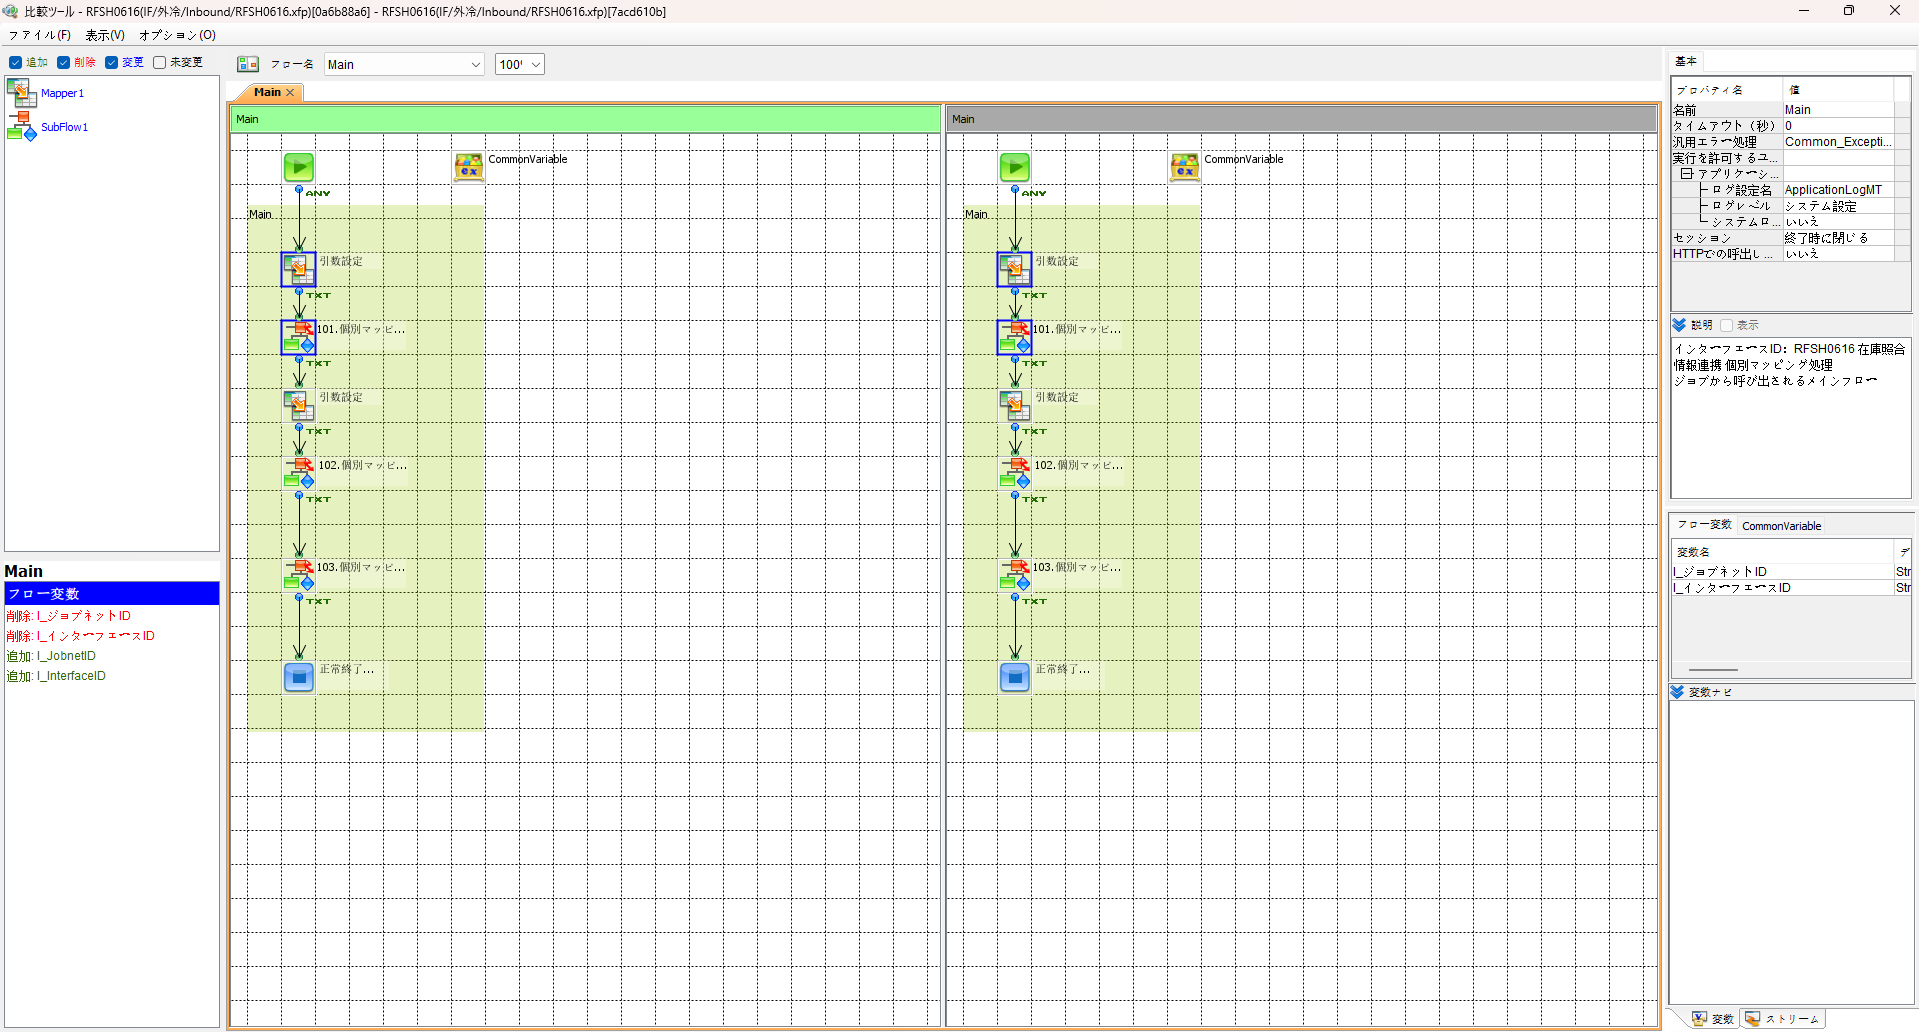 比較ツール - RFSH0616(IF/外冷/Inbound/RFSH0616.xfp)[0a6b88a6] - RFSH0616(IF/外冷/Inbound/RFSH0616.xfp)[7acd610b]
ファイル(F) 表示(V) オプション(O)
追加 削除 変更 未変更
フロー名 Main
Mapper1
SubFlow1
Main
フロー変数
削除: I_ジョブネットID
削除: I_インターフェースID
追加: I_JobnetID
追加: I_InterfaceID
Main
Main
CommonVariable
ANY
Main
引数設定
TXT
101.個別マッピ...
TXT
引数設定
TXT
102.個別マッピ...
TXT
103.個別マッピ...
TXT
正常終了...
Main
CommonVariable
ANY
Main
引数設定
TXT
101.個別マッピ...
TXT
引数設定
TXT
102.個別マッピ...
TXT
103.個別マッピ...
TXT
正常終了...
基本
プロパティ名 値
名前 Main
タイムアウト（秒） 0
汎用エラー処理 Common_Excepti...
実行を許可するユ...
アプリケーシ...
ログ設定名 ApplicationLogMT
ログレベル システム設定
システムロ... いいえ
セッション 終了時に閉じる
HTTPでの呼出し... いいえ
説明 表示
インターフェースID：RFSH0616 在庫照合
情報連携 個別マッピング処理
ジョブから呼び出されるメインフロー
フロー変数 CommonVariable
変数名 デ
I_ジョブネットID Str
I_インターフェースID Str
変数ナビ
変数 ストリーム